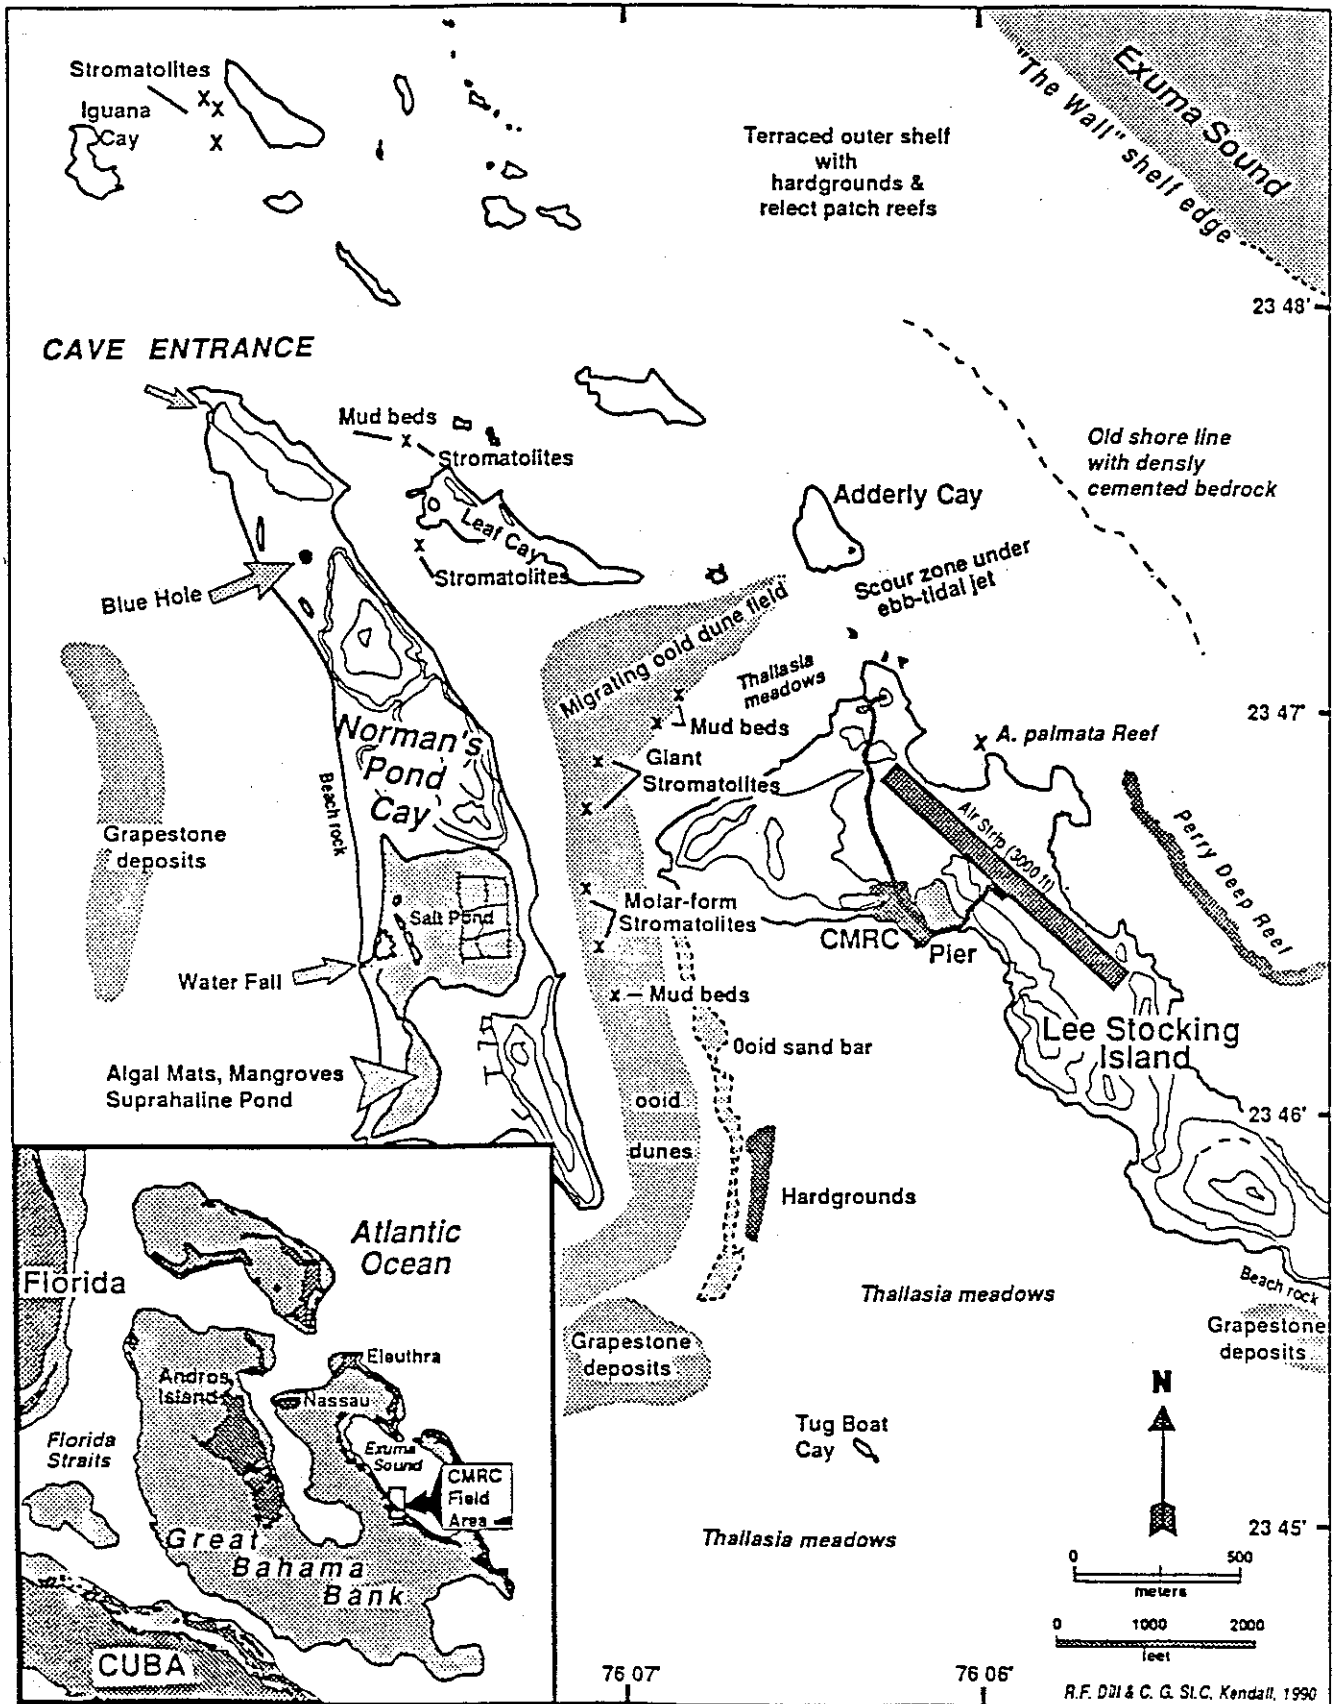 Stromatolites
Iguana
Cay
Terraced outer shelf
with
hardgrounds &
relect patch reefs
Exuma Sound
"The Wall" shelf edge
23 48'
CAVE ENTRANCE
Mud beds
Stromatolites
Leaf Cay
Stromatolites
Adderly Cay
Old shore line
with densly
cemented bedrock
Scour zone under
ebb-tidal jet
Blue Hole
Migrating ooid dune field
Thallasia
meadows
23 47'
Mud beds
A. palmata Reef
Norman's
Pond
Cay
Giant
Stromatolites
Beach rock
Air Strip (3000 ft)
Perry Deep Reef
Grapestone
deposits
Salt Pond
Molar-form
Stromatolites
CMRC
Pier
Water Fall
Mud beds
Lee Stocking
Island
Ooid sand bar
Algal Mats, Mangroves
Suprahaline Pond
ooid
dunes
23 46'
Hardgrounds
Atlantic
Ocean
Florida
Thallasia meadows
Beach rock
Grapestone
deposits
Grapestone
deposits
Eleuthra
Andros
Island
Nassau
N
Tug Boat
Cay
Florida
Straits
Exuma
Sound
CMRC
Field
Area
Great
Bahama
Bank
Thallasia meadows
23 45'
0 500
meters
0 1000 2000
feet
CUBA
76 07'
76 06'
R.F. Dill & C. G. St.C. Kendall, 1990